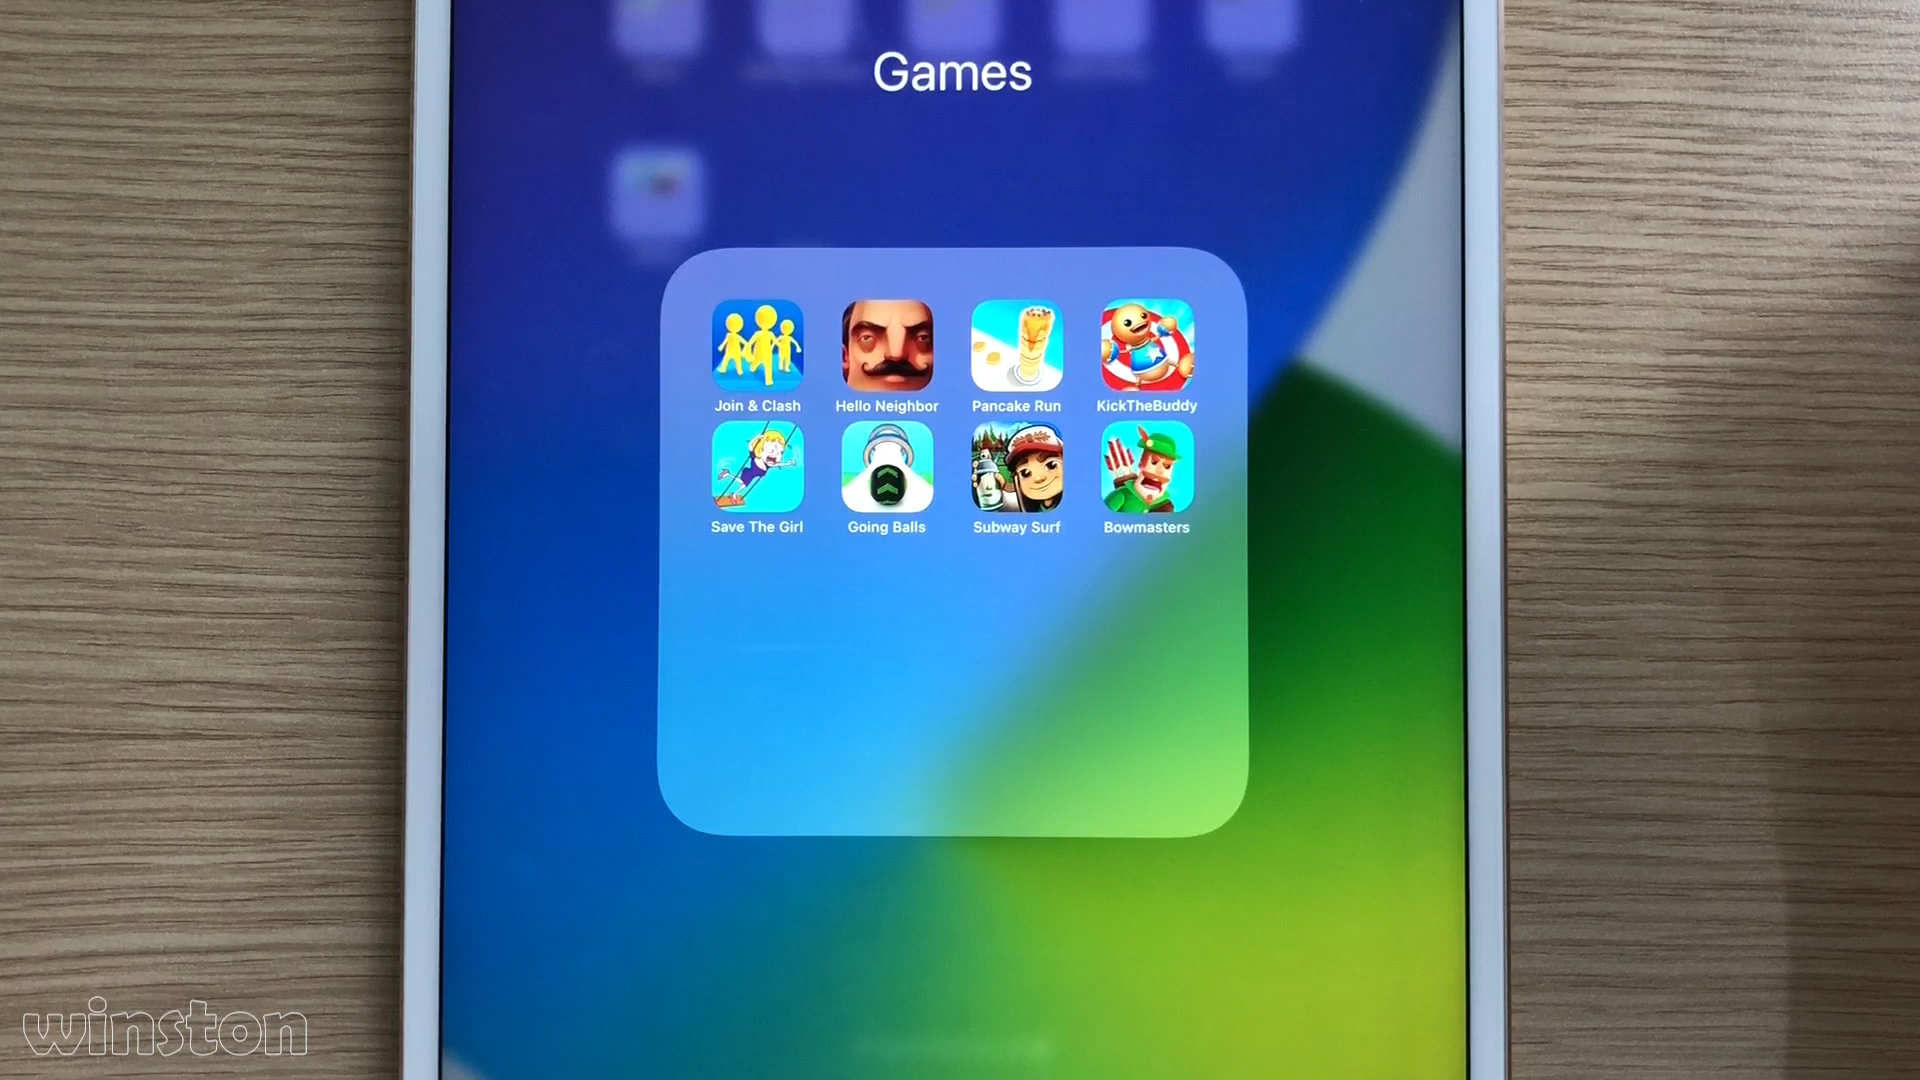 Games
Join & Clash Hello Neighbor Pancake Run KickTheBuddy
Save The Girl Going Balls Subway Surf Bowmasters
winston